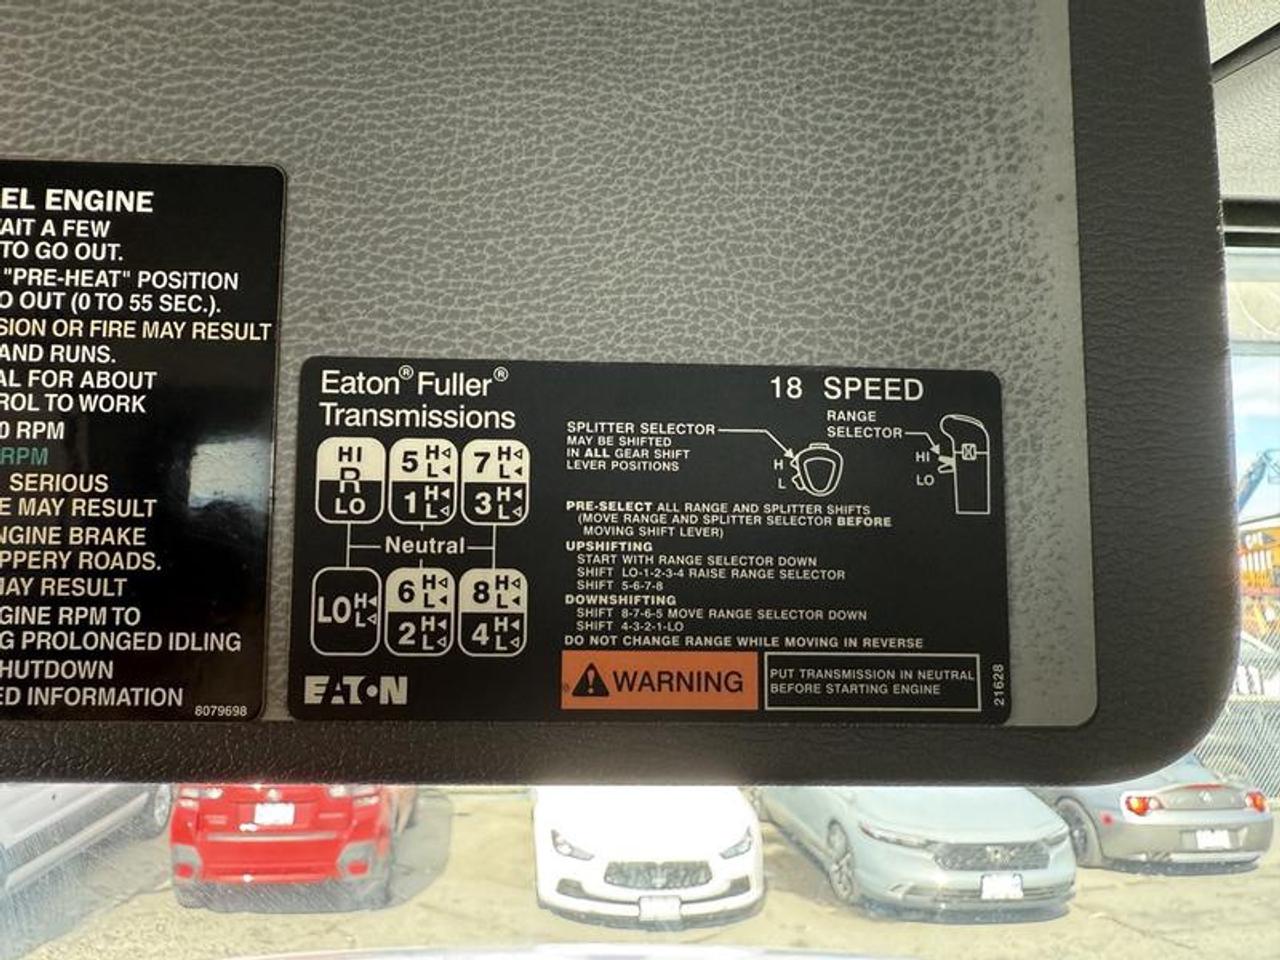 EL ENGINE
AIT A FEW
TO GO OUT.
"PRE-HEAT" POSITION
O OUT (0 TO 55 SEC.).
SION OR FIRE MAY RESULT
AND RUNS.
AL FOR ABOUT
ROL TO WORK
0 RPM
RPM
SERIOUS
E MAY RESULT
NGINE BRAKE
PPERY ROADS.
MAY RESULT
GINE RPM TO
G PROLONGED IDLING
HUTDOWN
ED INFORMATION
8079698
Eaton® Fuller®
Transmissions
18 SPEED
HI
R
LO
5 H L
1 H L
7 H L
3 H L
Neutral
LO H L
6 H L
2 H L
8 H L
4 H L
EATON
SPLITTER SELECTOR
MAY BE SHIFTED
IN ALL GEAR SHIFT
LEVER POSITIONS
H
L
RANGE
SELECTOR
HI
LO
PRE-SELECT ALL RANGE AND SPLITTER SHIFTS
(MOVE RANGE AND SPLITTER SELECTOR BEFORE
MOVING SHIFT LEVER)
UPSHIFTING
START WITH RANGE SELECTOR DOWN
SHIFT LO-1-2-3-4 RAISE RANGE SELECTOR
SHIFT 5-6-7-8
DOWNSHIFTING
SHIFT 8-7-6-5 MOVE RANGE SELECTOR DOWN
SHIFT 4-3-2-1-LO
DO NOT CHANGE RANGE WHILE MOVING IN REVERSE
WARNING
PUT TRANSMISSION IN NEUTRAL
BEFORE STARTING ENGINE
21628